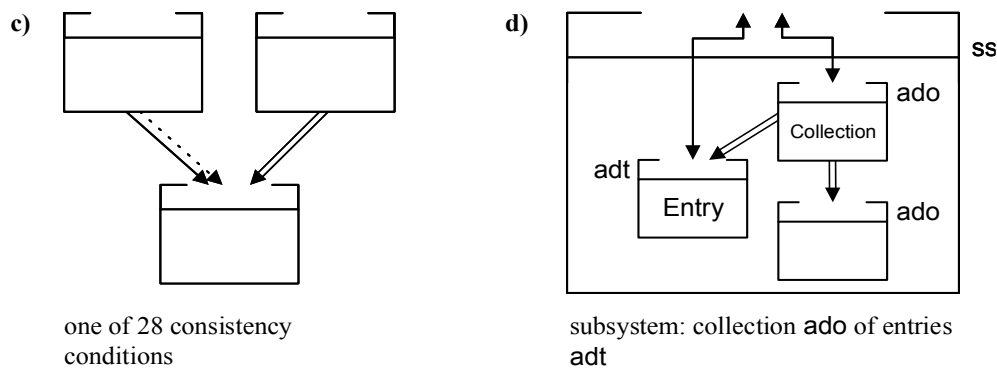 c)
d)
ss
ado
Collection
adt
Entry
ado
one of 28 consistency
conditions
subsystem: collection ado of entries
adt